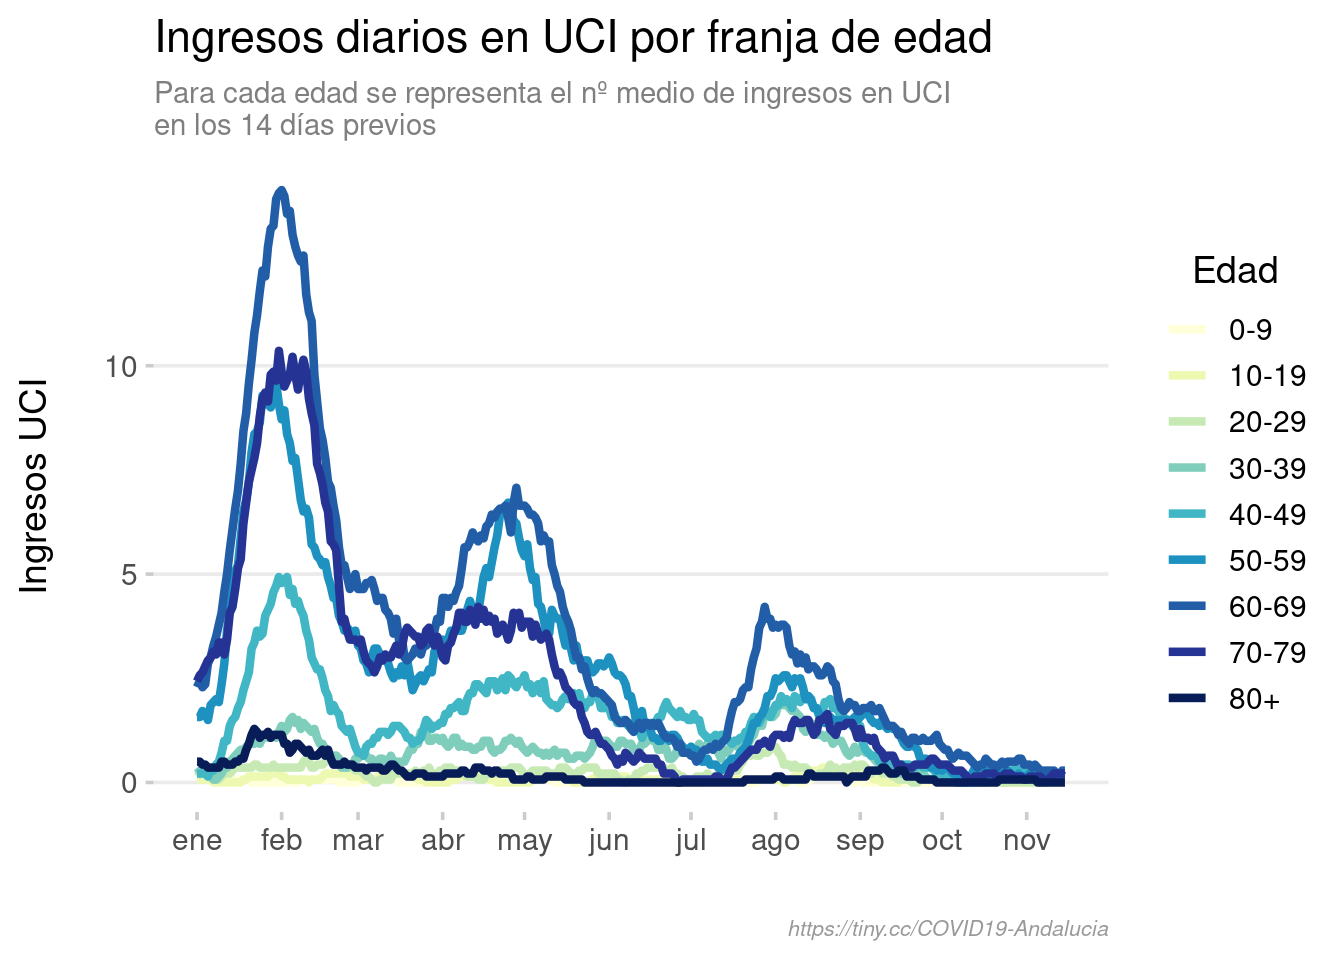 Ingresos diarios en UCI por franja de edad
Para cada edad se representa el nº medio de ingresos en UCI
en los 14 días previos
Ingresos UCI
10
5
0
ene feb mar abr may jun jul ago sep oct nov
Edad
0-9
10-19
20-29
30-39
40-49
50-59
60-69
70-79
80+
https://tiny.cc/COVID19-Andalucia